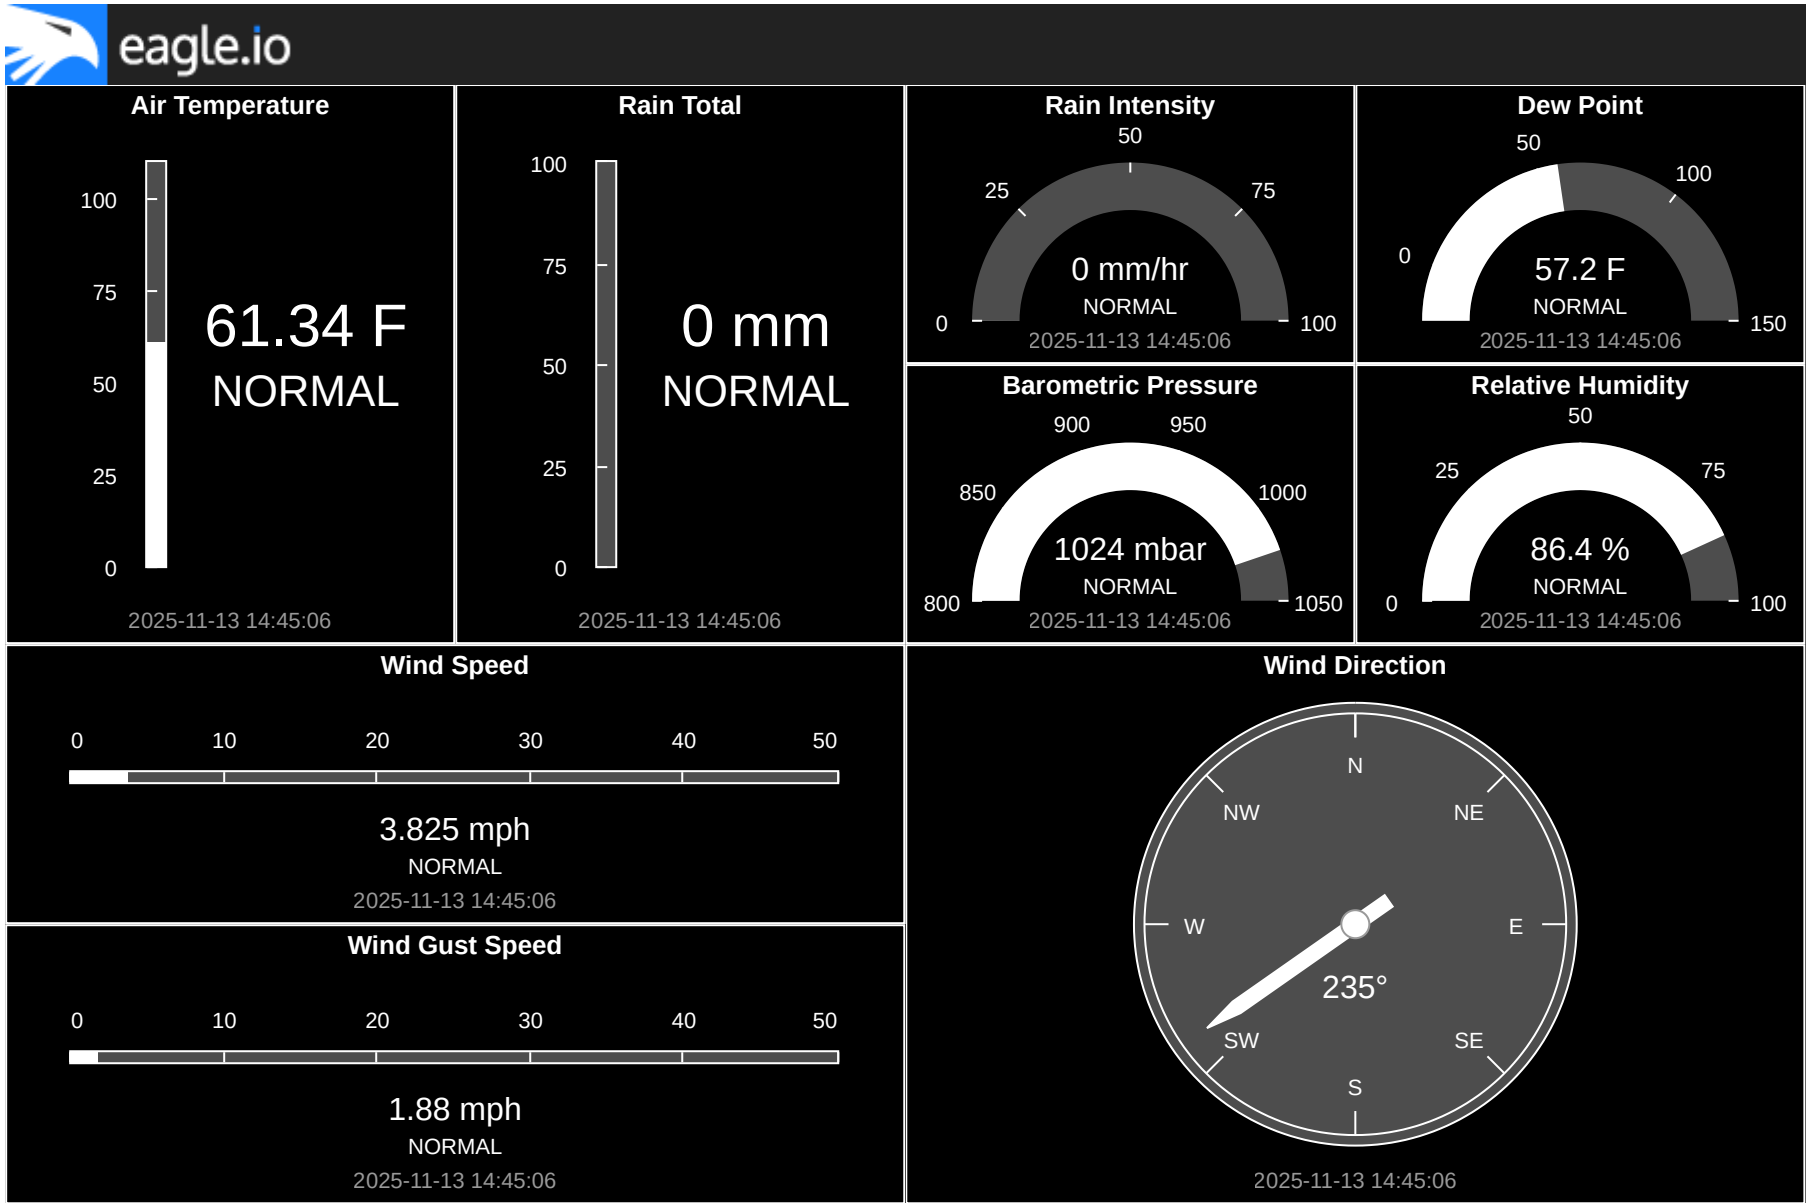 eagle.io
Air Temperature
100
75
50
25
0
61.34 F
NORMAL
2025-11-13 14:45:06
Rain Total
100
75
50
25
0
0 mm
NORMAL
2025-11-13 14:45:06
Rain Intensity
50
25
75
0
100
0 mm/hr
NORMAL
2025-11-13 14:45:06
Dew Point
50
100
0
150
57.2 F
NORMAL
2025-11-13 14:45:06
Barometric Pressure
900
950
850
1000
800
1050
1024 mbar
NORMAL
2025-11-13 14:45:06
Relative Humidity
50
25
75
0
100
86.4 %
NORMAL
2025-11-13 14:45:06
Wind Speed
0 10 20 30 40 50
3.825 mph
NORMAL
2025-11-13 14:45:06
Wind Gust Speed
0 10 20 30 40 50
1.88 mph
NORMAL
2025-11-13 14:45:06
Wind Direction
N
NW NE
W E
235°
SW SE
S
2025-11-13 14:45:06